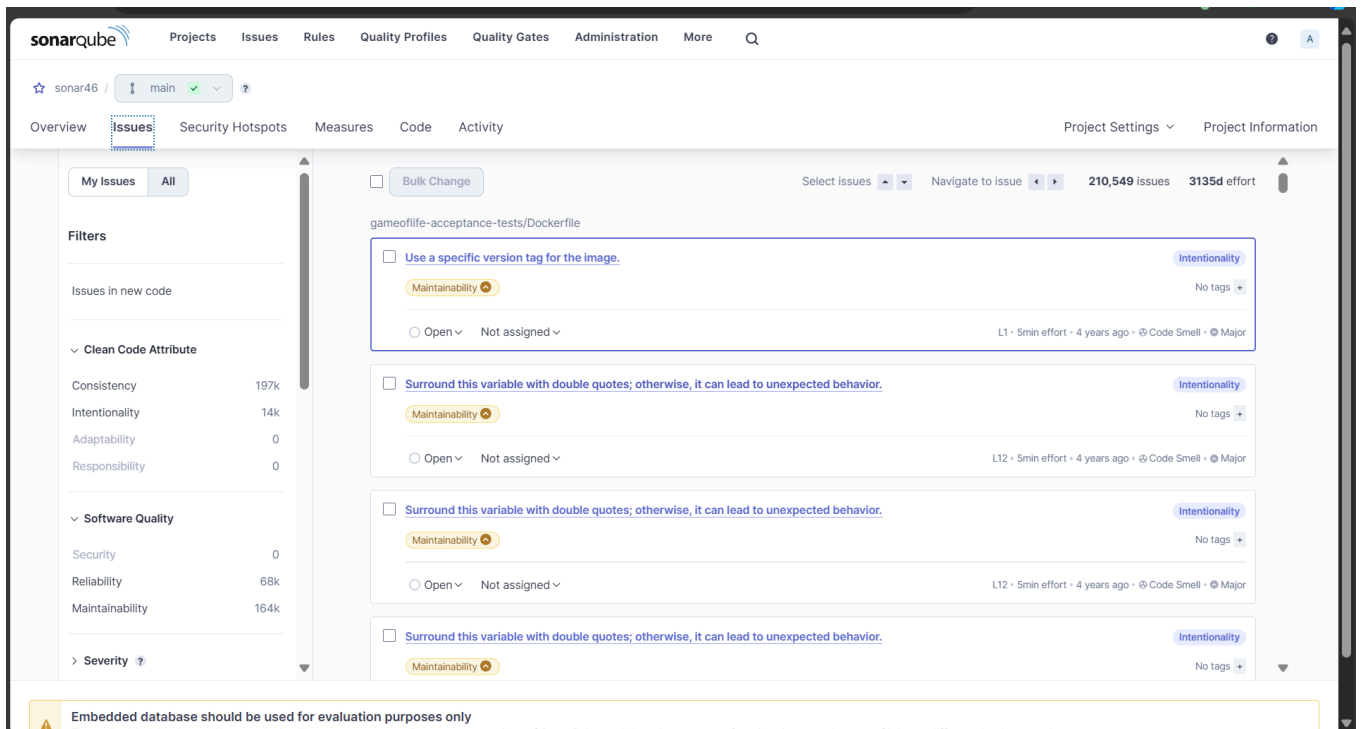 sonarqube Projects Issues Rules Quality Profiles Quality Gates Administration More ? A
sonar46 / main ?
Overview Issues Security Hotspots Measures Code Activity Project Settings Project Information
My Issues All
Filters
Issues in new code
Clean Code Attribute
Consistency 197k
Intentionality 14k
Adaptability 0
Responsibility 0
Software Quality
Security 0
Reliability 68k
Maintainability 164k
Severity ?
Bulk Change Select issues Navigate to issue 210,549 issues 3135d effort
gameoflife-acceptance-tests/Dockerfile
Use a specific version tag for the image. Intentionality
Maintainability No tags +
Open Not assigned L1 • 5min effort • 4 years ago • Code Smell • Major
Surround this variable with double quotes; otherwise, it can lead to unexpected behavior. Intentionality
Maintainability No tags +
Open Not assigned L12 • 5min effort • 4 years ago • Code Smell • Major
Surround this variable with double quotes; otherwise, it can lead to unexpected behavior. Intentionality
Maintainability No tags +
Open Not assigned L12 • 5min effort • 4 years ago • Code Smell • Major
Surround this variable with double quotes; otherwise, it can lead to unexpected behavior. Intentionality
Maintainability No tags +
Embedded database should be used for evaluation purposes only